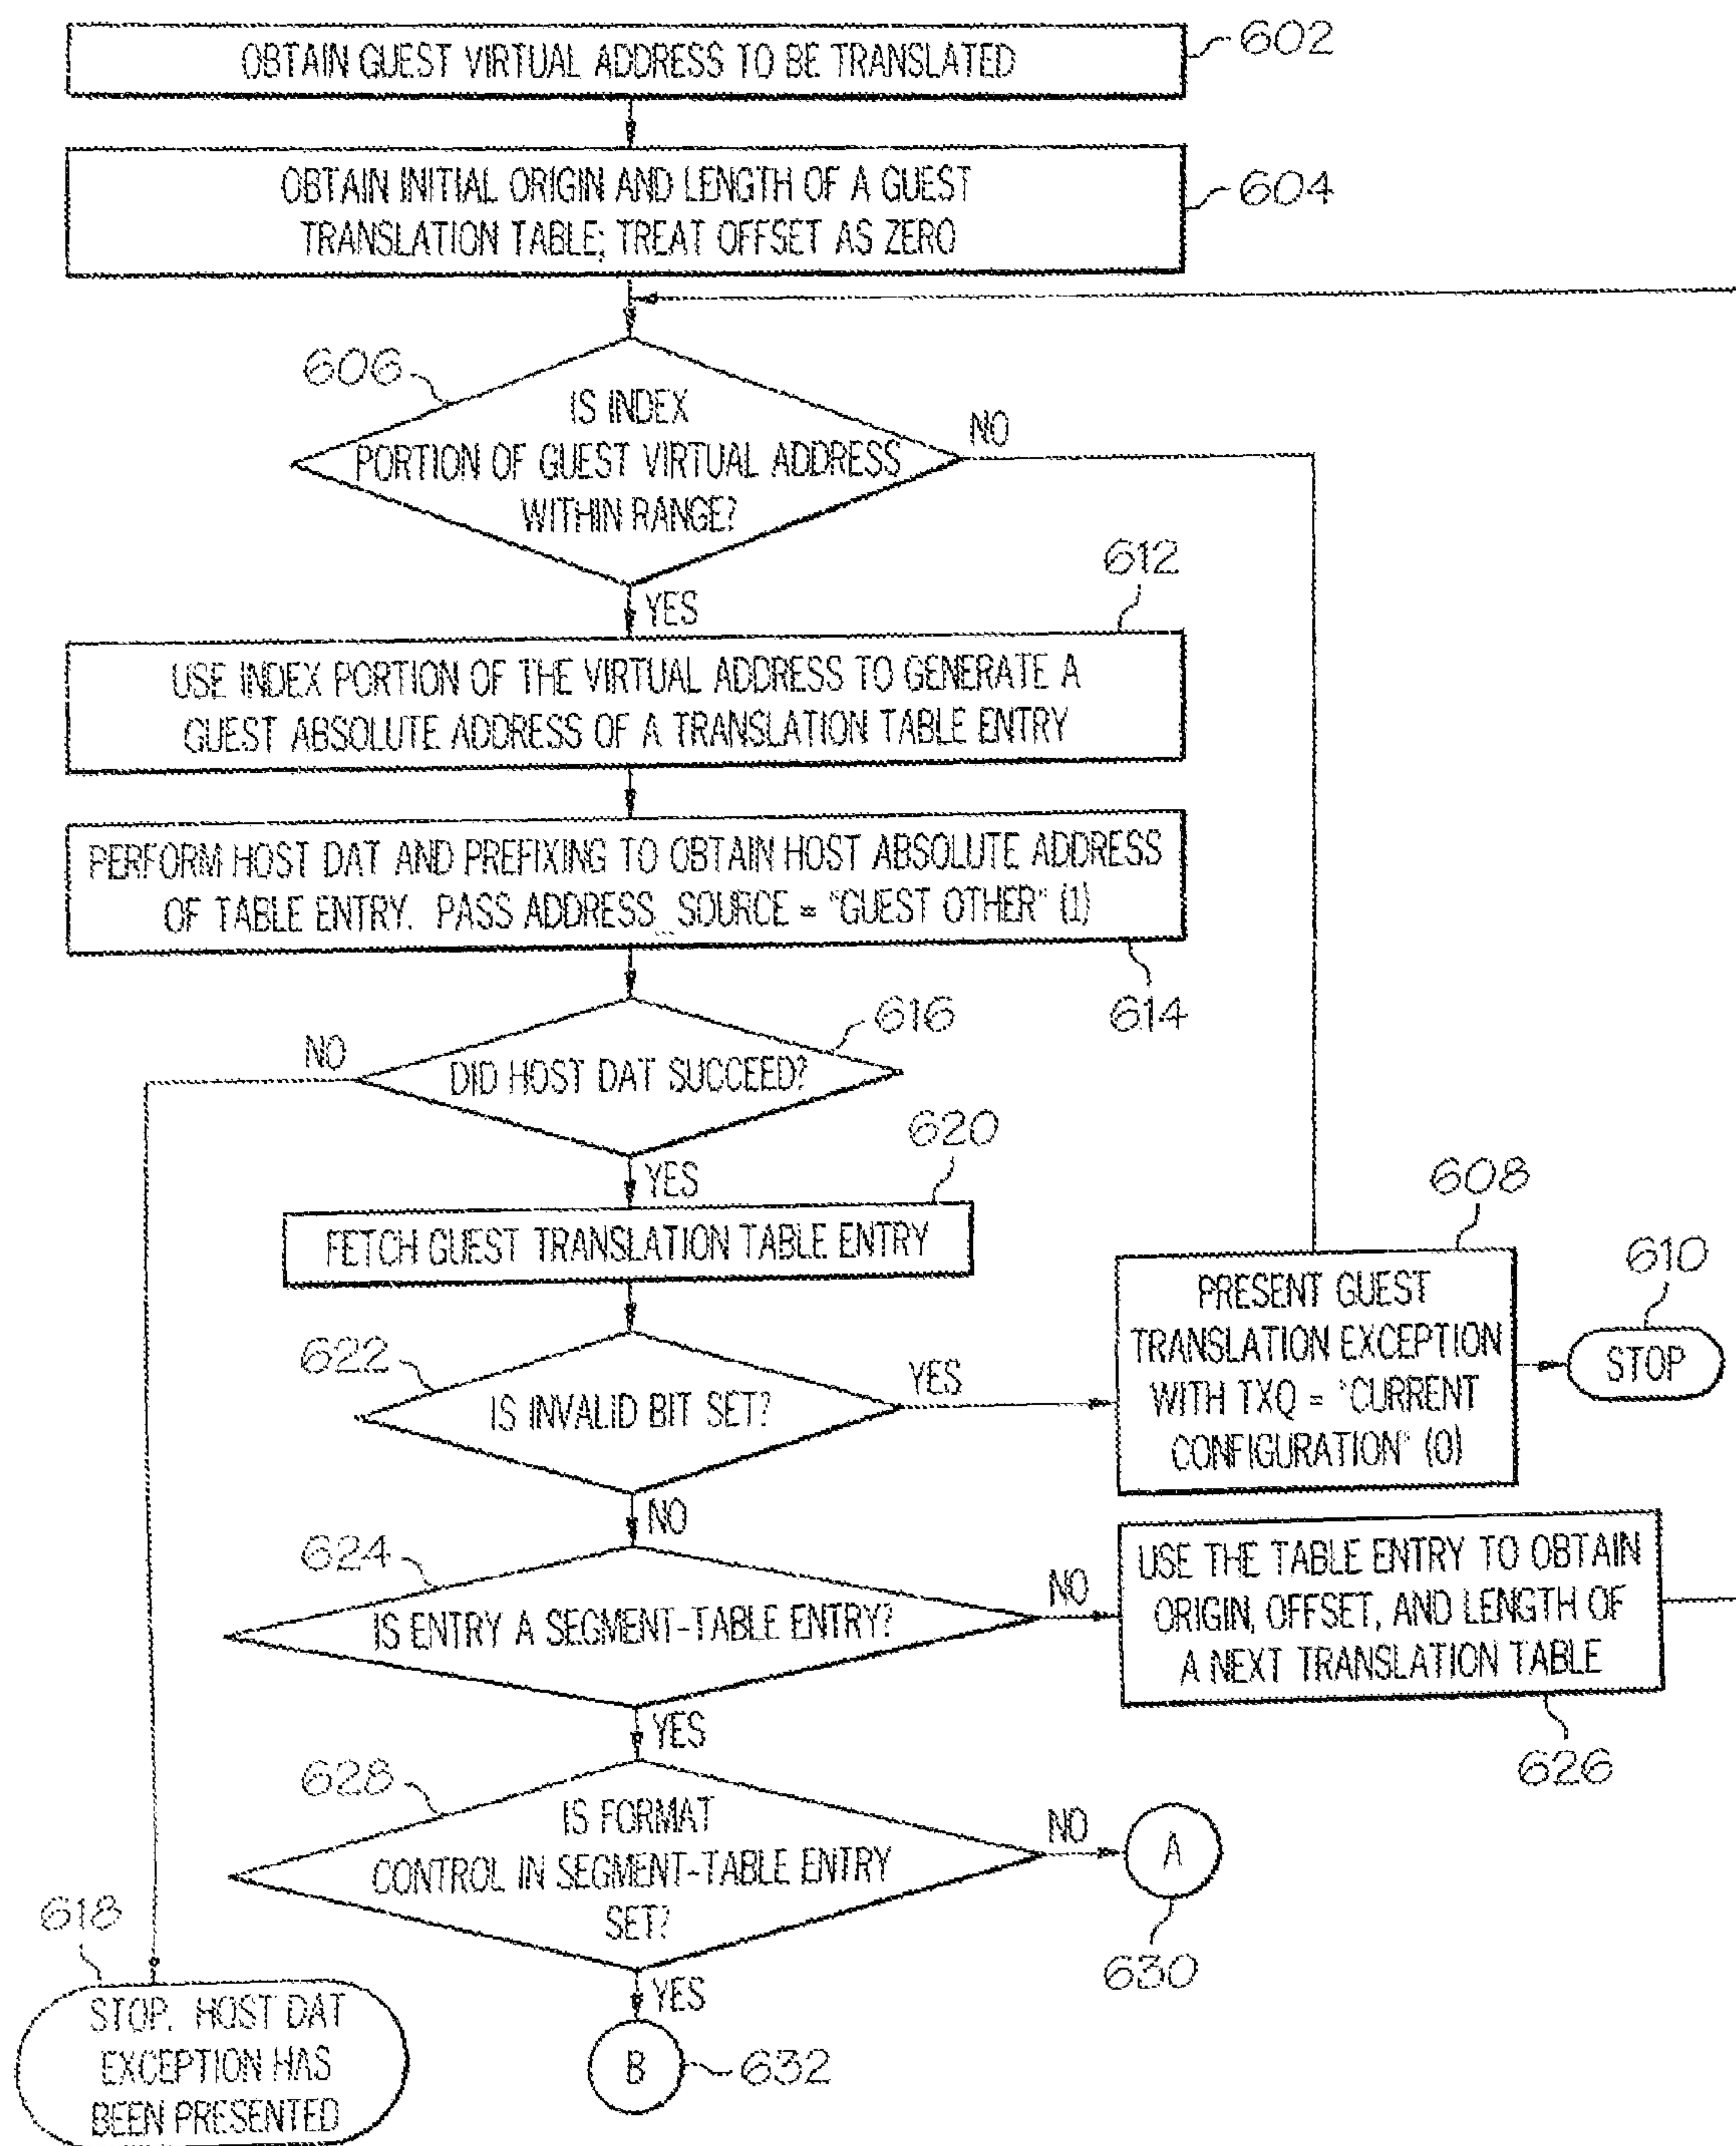 OBTAIN GUEST VIRTUAL ADDRESS TO BE TRANSLATED
602
OBTAIN INITIAL ORIGIN AND LENGTH OF A GUEST
TRANSLATION TABLE; TREAT OFFSET AS ZERO
604
606
IS INDEX
PORTION OF GUEST VIRTUAL ADDRESS
WITHIN RANGE?
NO
YES
612
USE INDEX PORTION OF THE VIRTUAL ADDRESS TO GENERATE A
GUEST ABSOLUTE ADDRESS OF A TRANSLATION TABLE ENTRY
PERFORM HOST DAT AND PREFIXING TO OBTAIN HOST ABSOLUTE ADDRESS
OF TABLE ENTRY. PASS ADDRESS_SOURCE = "GUEST OTHER" (1)
614
616
NO
DID HOST DAT SUCCEED?
YES
620
FETCH GUEST TRANSLATION TABLE ENTRY
608
PRESENT GUEST
TRANSLATION EXCEPTION
WITH TXQ = "CURRENT
CONFIGURATION" (0)
610
STOP
622
IS INVALID BIT SET?
YES
NO
624
IS ENTRY A SEGMENT-TABLE ENTRY?
NO
USE THE TABLE ENTRY TO OBTAIN
ORIGIN, OFFSET, AND LENGTH OF
A NEXT TRANSLATION TABLE
626
YES
628
IS FORMAT
CONTROL IN SEGMENT-TABLE ENTRY
SET?
NO
A
630
YES
B
632
618
STOP. HOST DAT
EXCEPTION HAS
BEEN PRESENTED